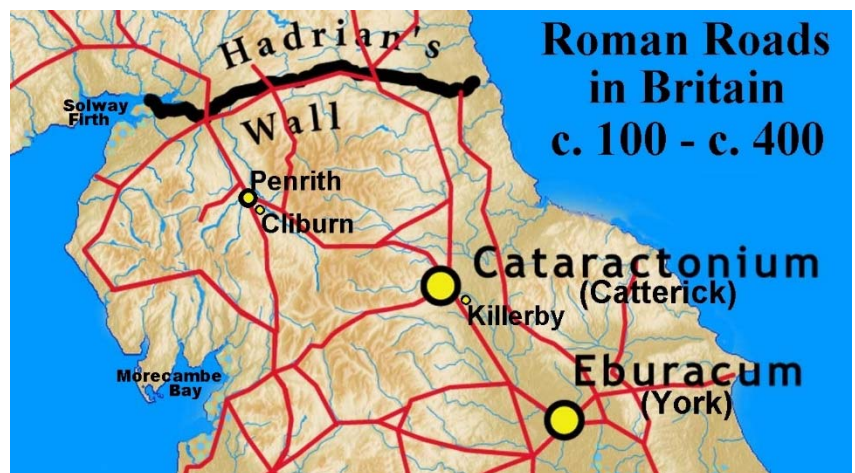 Roman Roads
in Britain
c. 100 - c. 400
Hadrian's
Wall
Solway
Firth
Penrith
Cliburn
Cataractonium
(Catterick)
Killerby
Morecambe
Bay
Eburacum
(York)